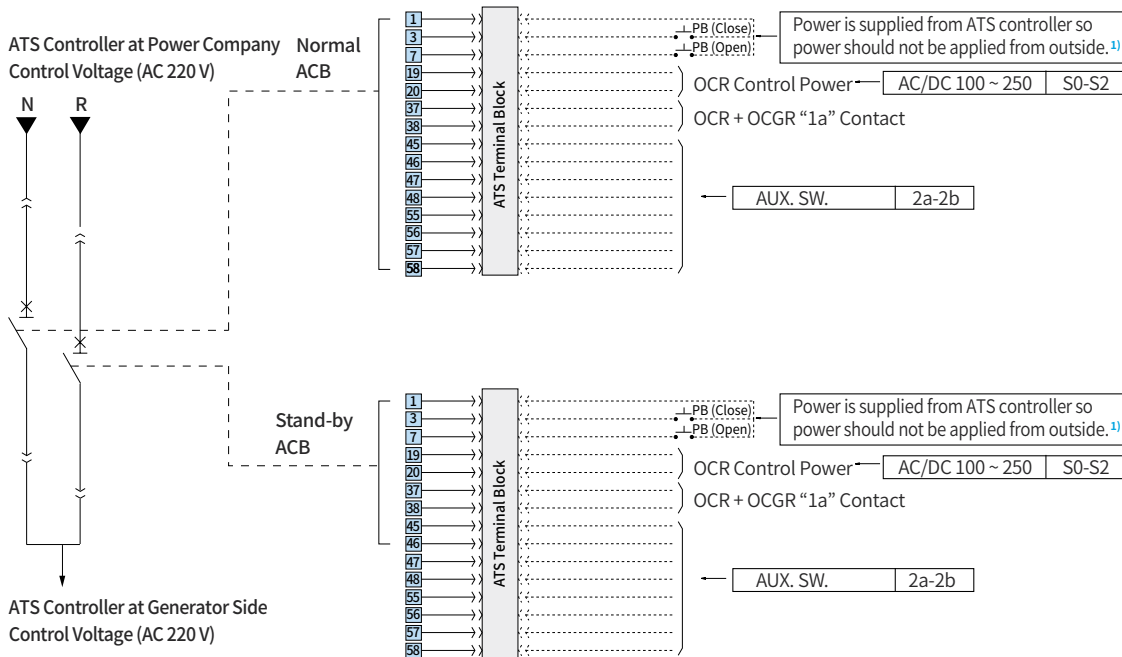 ATS Controller at Power Company
Control Voltage (AC 220 V)
N
R
Normal
ACB
1
3
7
19
20
37
38
45
46
47
48
55
56
57
58
ATS Terminal Block
PB (Close)
PB (Open)
Power is supplied from ATS controller so
power should not be applied from outside. 1)
OCR Control Power
AC/DC 100 ~ 250
S0-S2
OCR + OCGR “1a” Contact
AUX. SW.
2a-2b
Stand-by
ACB
1
3
7
19
20
37
38
45
46
47
48
55
56
57
58
ATS Terminal Block
PB (Close)
PB (Open)
Power is supplied from ATS controller so
power should not be applied from outside. 1)
OCR Control Power
AC/DC 100 ~ 250
S0-S2
OCR + OCGR “1a” Contact
AUX. SW.
2a-2b
ATS Controller at Generator Side
Control Voltage (AC 220 V)